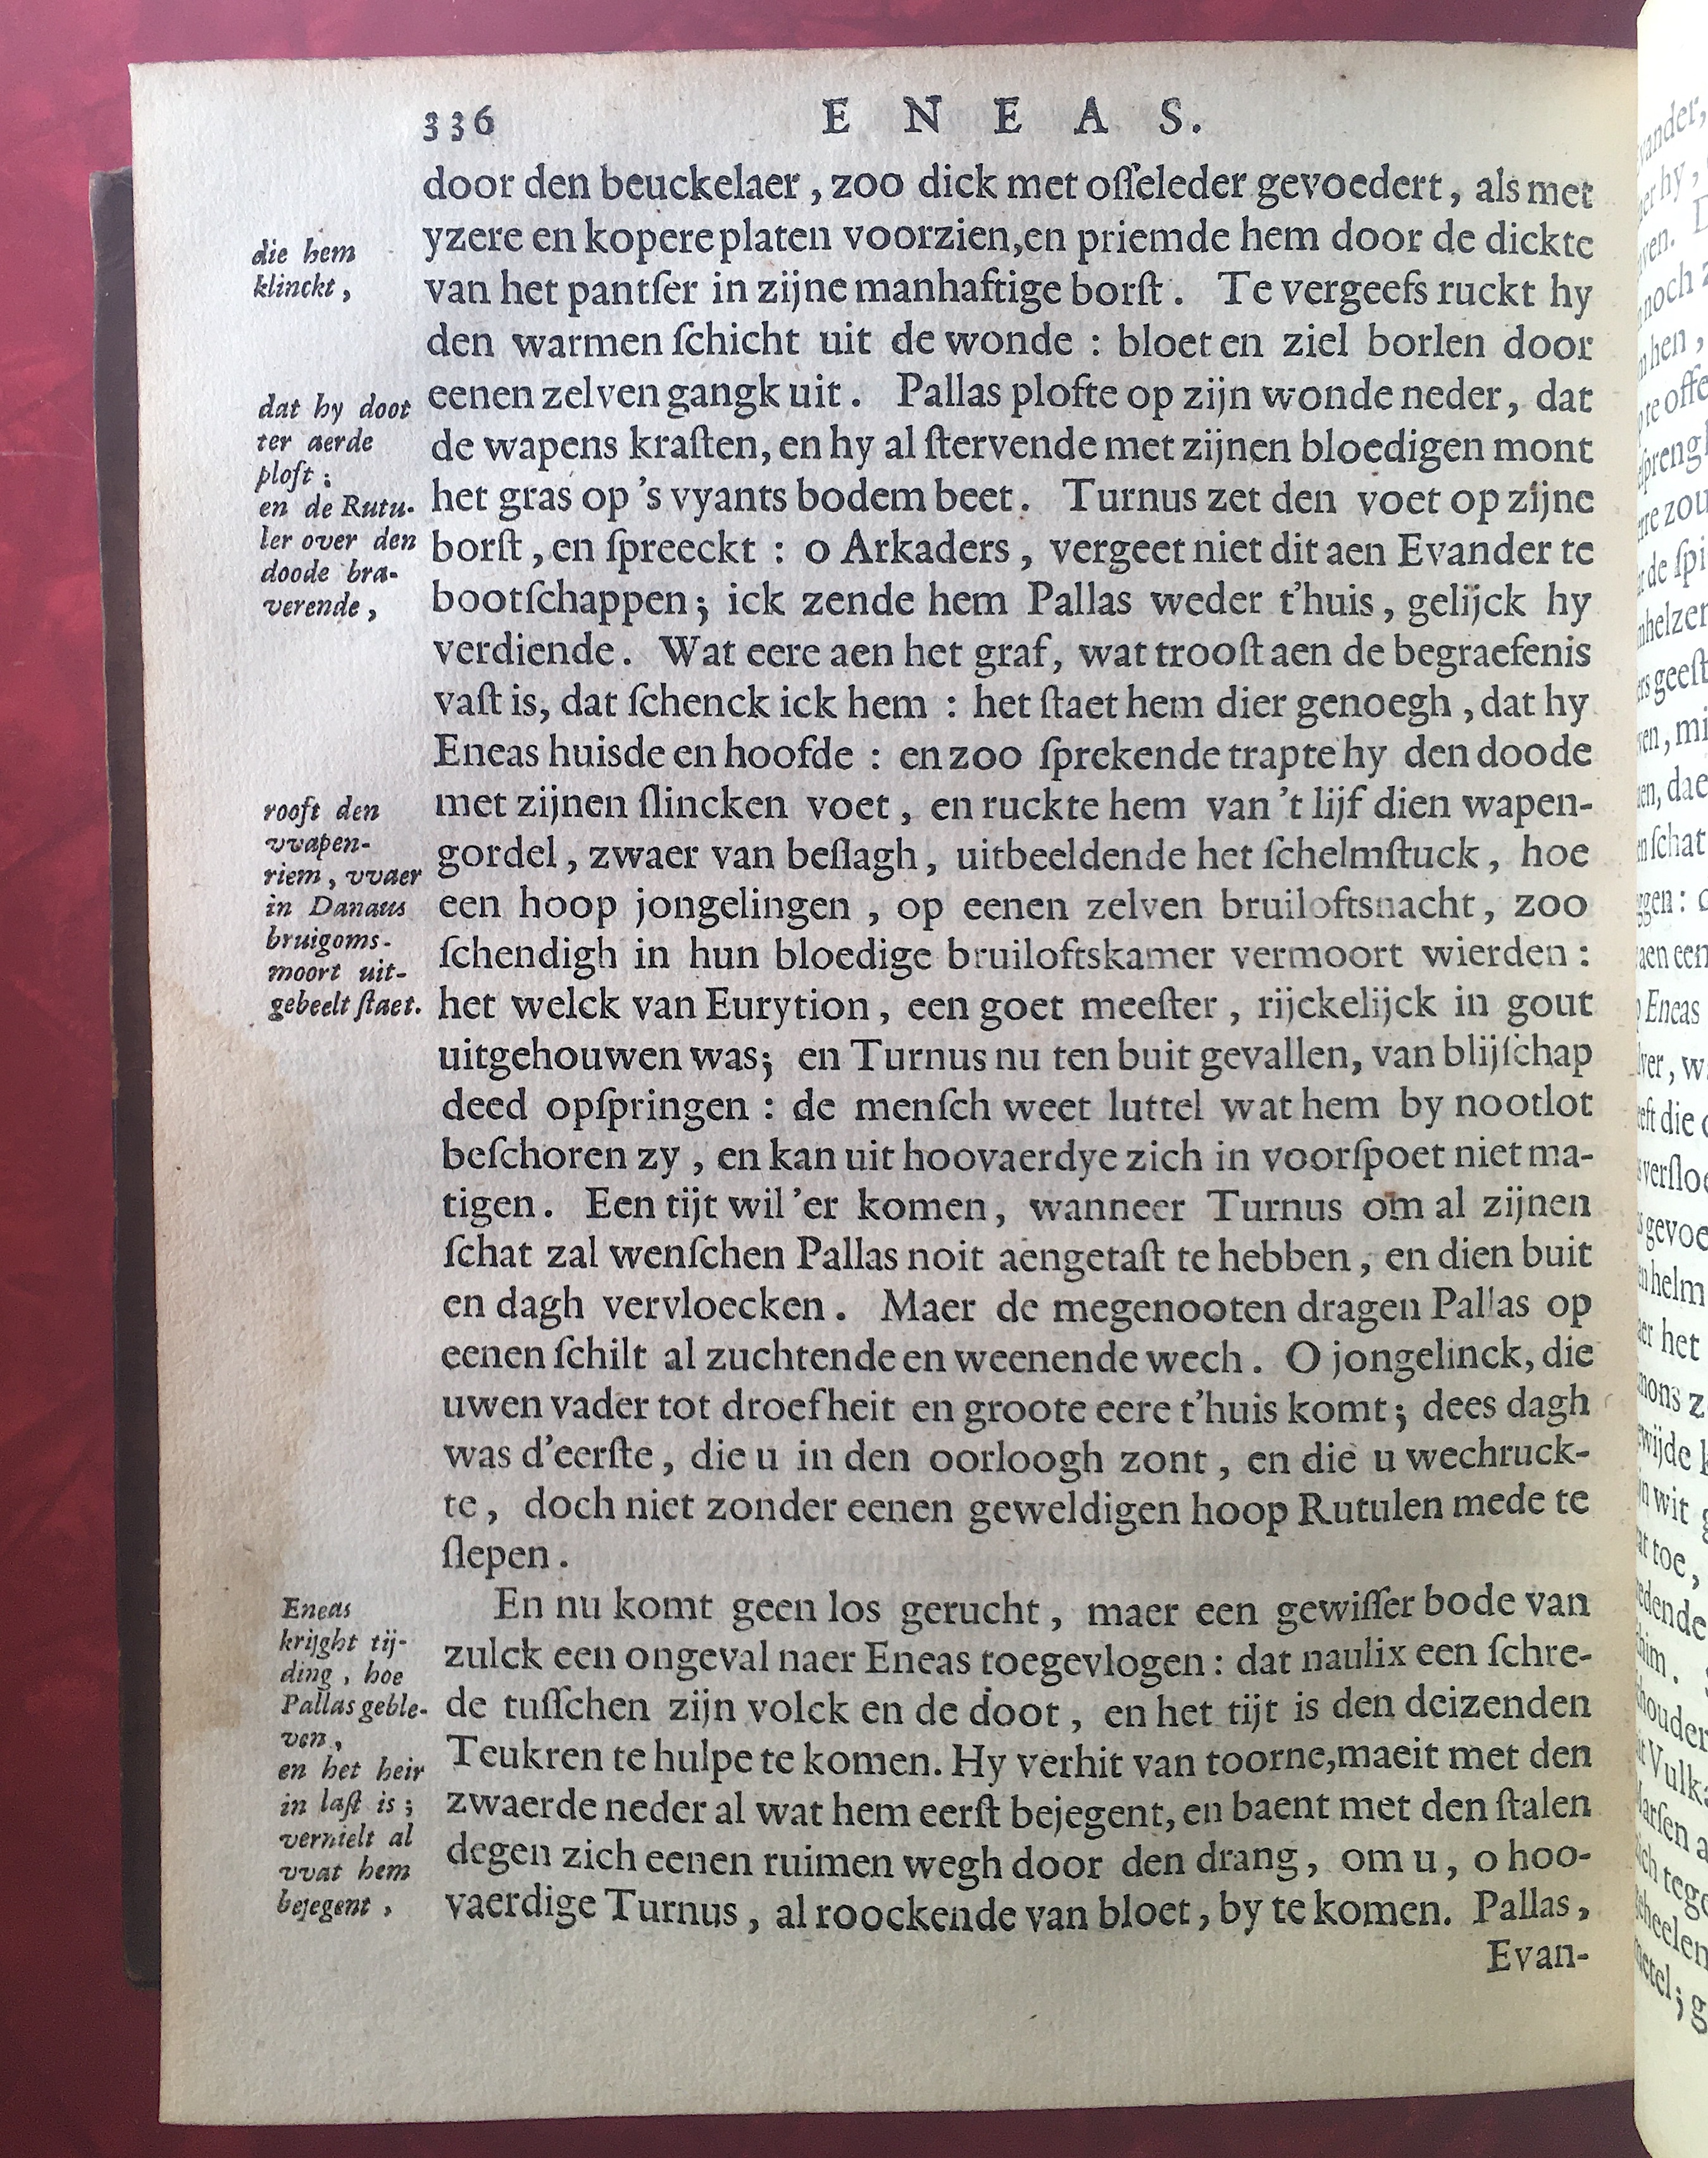 336
E N E A S.
door den beuckelaer, zoo dick met oſſeleder gevoedert, als met
yzere en kopere platen voorzien, en priemde hem door de dickte
van het pantſer in zijne manhaftige borſt. Te vergeefs ruckt hy
den warmen ſchicht uit de wonde : bloet en ziel borlen door
eenen zelven gangk uit. Pallas plofte op zijn wonde neder, dat
de wapens kraſten, en hy al ſtervende met zijnen bloedigen mont
het gras op 's vyants bodem beet. Turnus zet den voet op zijne
borſt, en ſpreeckt : o Arkaders, vergeet niet dit aen Evander te
bootſchappen; ick zende hem Pallas weder t'huis, gelijck hy
verdiende. Wat eere aen het graf, wat trooſt aen de begraefenis
vaſt is, dat ſchenck ick hem : het ſtaet hem dier genoegh, dat hy
Eneas huisde en hoofde : en zoo ſprekende trapte hy den doode
met zijnen ſlincken voet, en ruckte hem van 't lijf dien wapen-
gordel, zwaer van beſlagh, uitbeeldende het ſchelmſtuck, hoe
een hoop jongelingen, op eenen zelven bruiloftsnacht, zoo
ſchendigh in hun bloedige bruiloftskamer vermoort wierden :
het welck van Eurytion, een goet meeſter, rijckelijck in gout
uitgehouwen was; en Turnus nu ten buit gevallen, van blijſchap
deed opſpringen : de menſch weet luttel wat hem by nootlot
beſchoren zy, en kan uit hoovaerdye zich in voorſpoet niet ma-
tigen. Een tijt wil 'er komen, wanneer Turnus om al zijnen
ſchat zal wenſchen Pallas noit aengetaſt te hebben, en dien buit
en dagh vervloecken. Maer de megenooten dragen Pallas op
eenen ſchilt al zuchtende en weenende wech. O jongelinck, die
uwen vader tot droefheit en groote eere t'huis komt; dees dagh
was d'eerſte, die u in den oorloogh zont, en die u wechruck-
te, doch niet zonder eenen geweldigen hoop Rutulen mede te
ſlepen.
En nu komt geen los gerucht, maer een gewiſſer bode van
zulck een ongeval naer Eneas toegevlogen: dat naulix een ſchre-
de tuſſchen zijn volck en de doot, en het tijt is den deizenden
Teukren te hulpe te komen. Hy verhit van toorne, maeit met den
zwaerde neder al wat hem eerſt bejegent, en baent met den ſtalen
degen zich eenen ruimen wegh door den drang, om u, o hoo-
vaerdige Turnus, al roockende van bloet, by te komen. Pallas,
Evan-
die hem
klinckt,
dat hy doot
ter aerde
ploft;
en de Rutu-
ler over den
doode bra-
verende,
rooft den
vvapen-
riem, vvaer
in Danaus
bruigoms-
moort uit-
gebeelt ſtaet.
Eneas
krijght tij-
ding, hoe
Pallas geble-
ven,
en het heir
in laſt is;
vernielt al
vvat hem
bejegent,